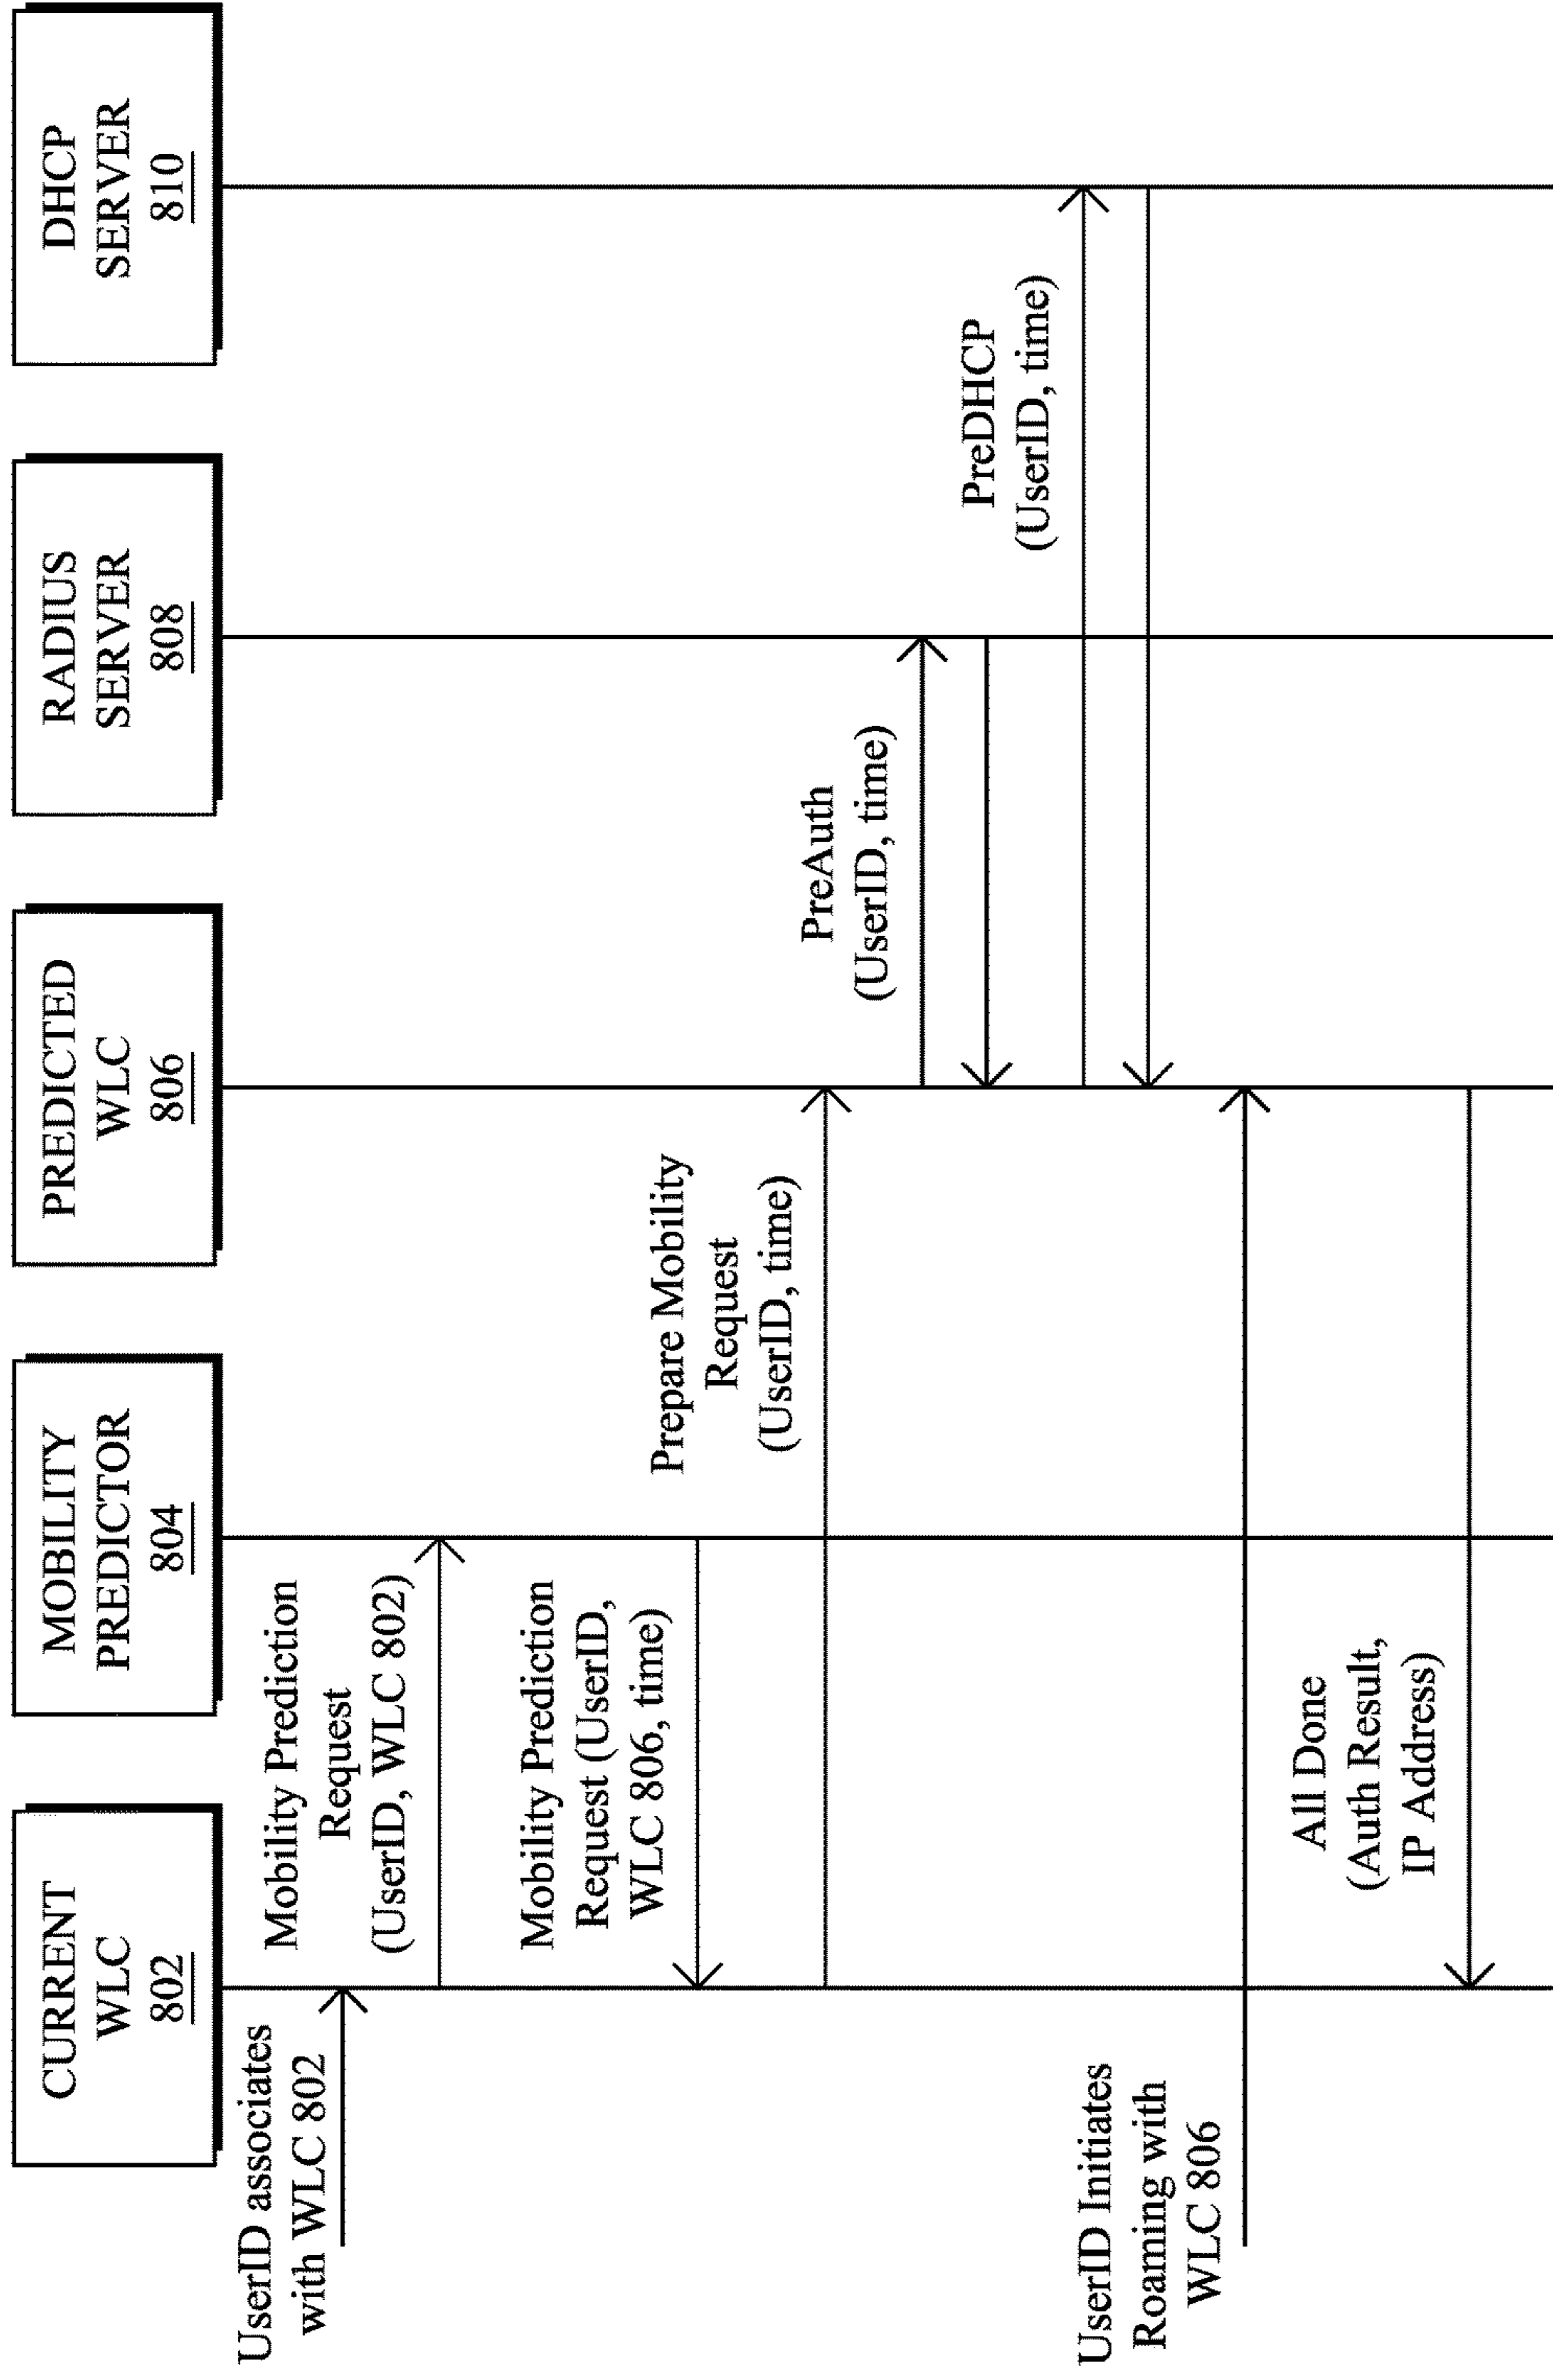 CURRENT
WLC
802
MOBILITY
PREDICTOR
804
PREDICTED
WLC
806
RADIUS
SERVER
808
DHCP
SERVER
810
UserID associates
with WLC 802
Mobility Prediction
Request
(UserID, WLC 802)
Mobility Prediction
Request (UserID,
WLC 806, time)
Prepare Mobility
Request
(UserID, time)
PreAuth
(UserID, time)
PreDHCP
(UserID, time)
UserID Initiates
Roaming with
WLC 806
All Done
(Auth Result,
IP Address)